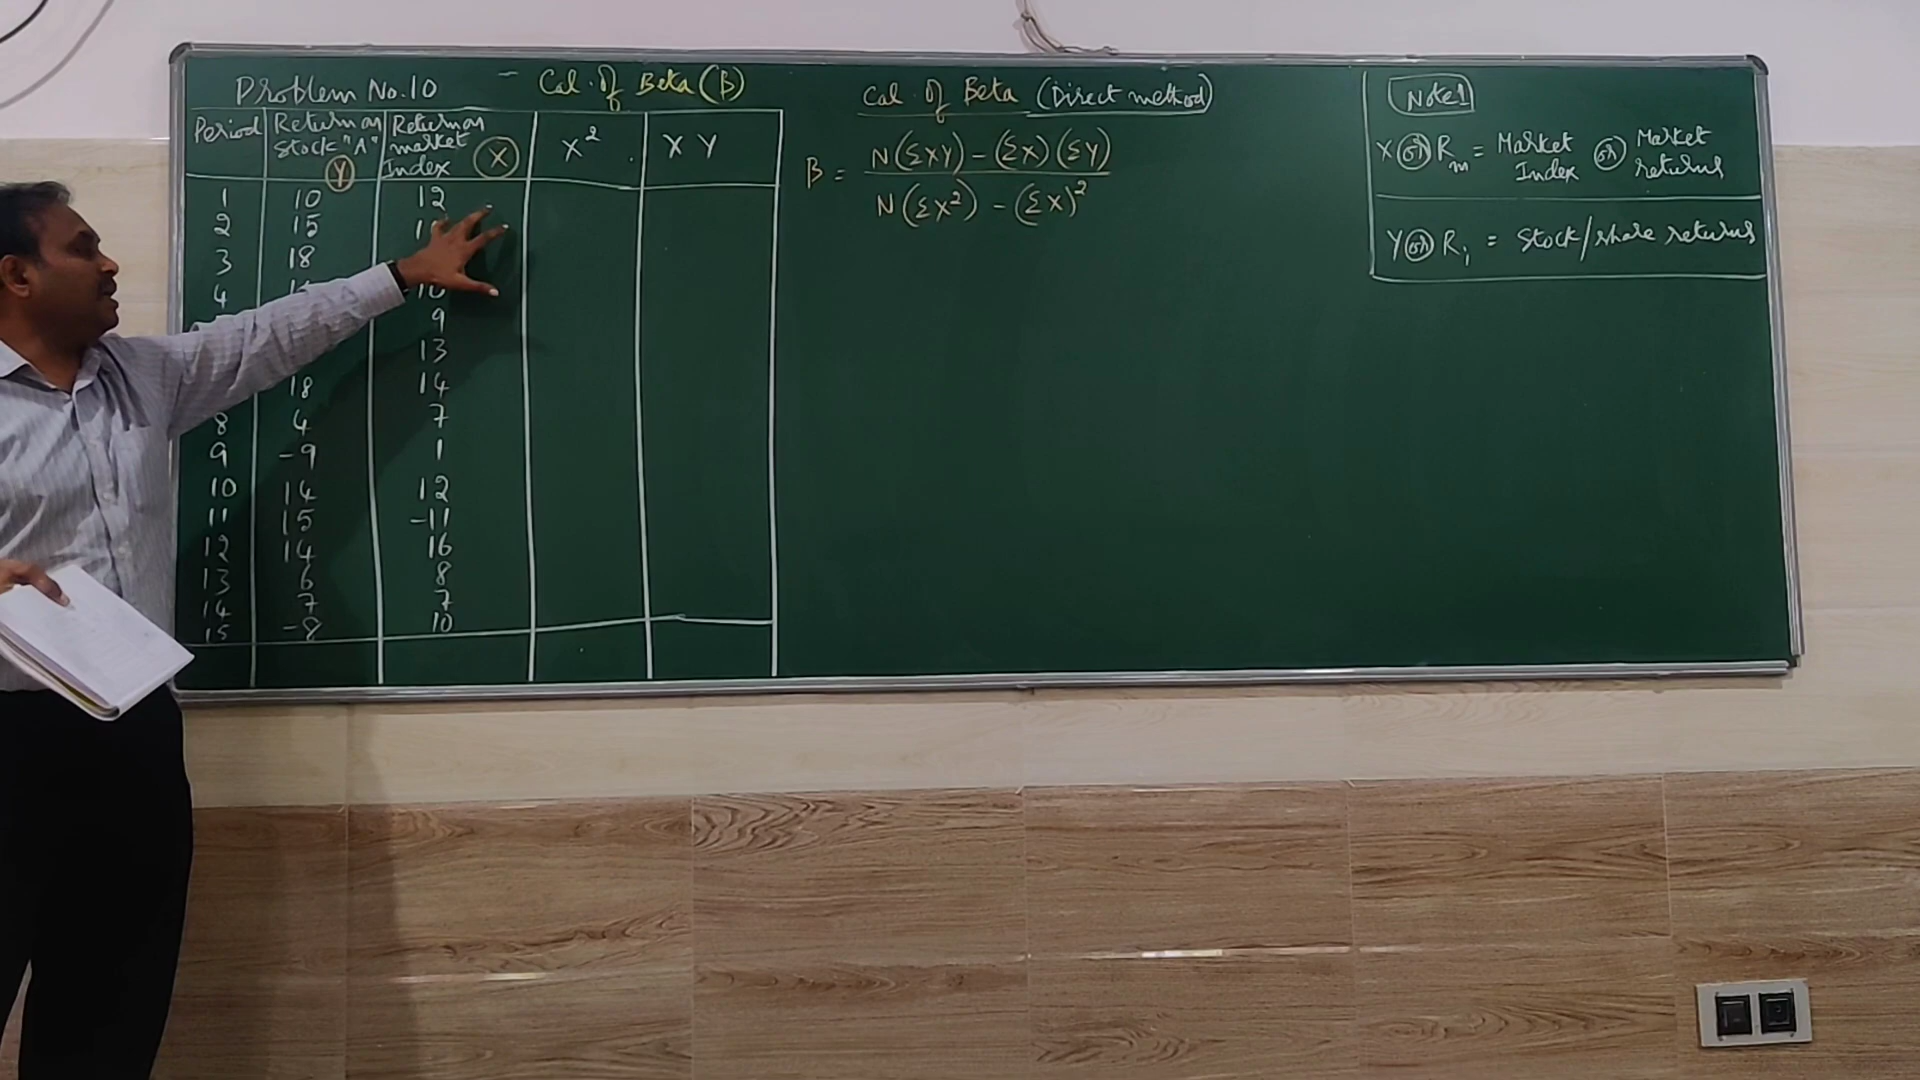 Problem No.10 - Cal. of Beta (B)
Period Return on Stock "A" Y Return on market Index X X² XY
1 10 12
2 15
3 18
4 10
9
13
18 14
8 4 7
9 -9 1
10 14 12
11 15 -11
12 14 16
13 6 8
14 7 7
15 -8 10
Cal. of Beta (Direct method)
B = N(ΣXY) - (ΣX)(ΣY)
N(ΣX²) - (ΣX)²
Note 1
X or Rm = Market Index or Market returns
Y or Ri = Stock/share returns